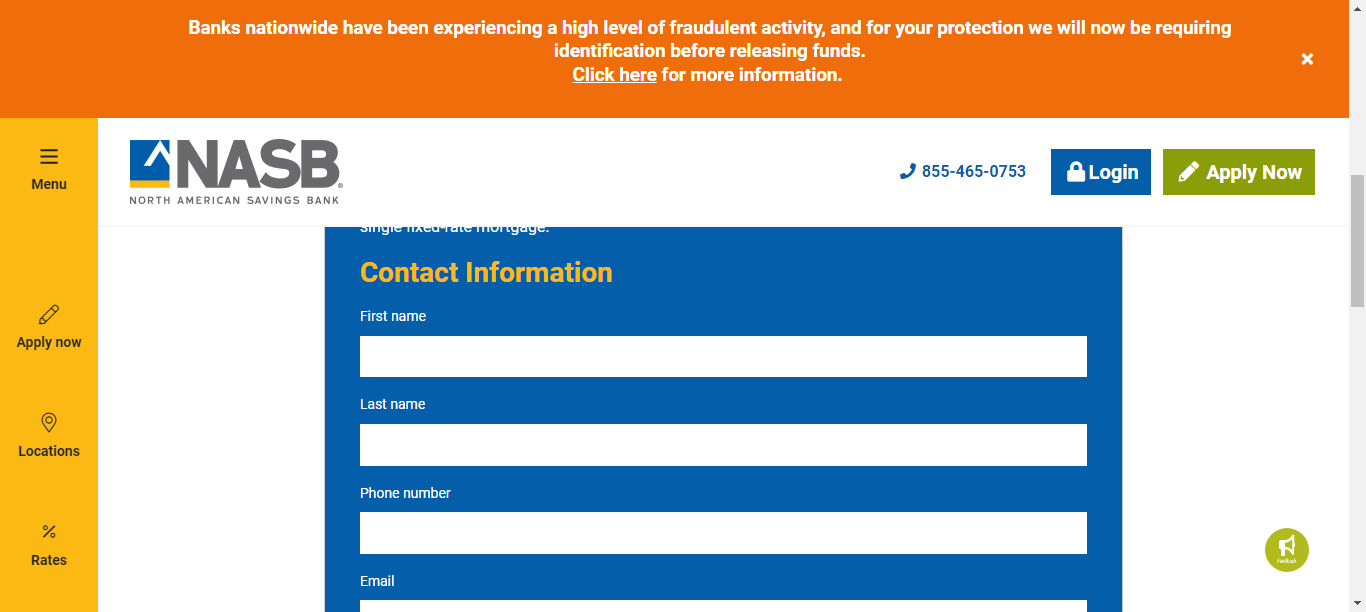 Banks nationwide have been experiencing a high level of fraudulent activity, and for your protection we will now be requiring
identification before releasing funds.
Click here for more information.
Menu
NASB
NORTH AMERICAN SAVINGS BANK
855-465-0753
Login
Apply Now
single fixed-rate mortgage.
Contact Information
First name
Apply now
Last name
Locations
Phone number
Rates
Feedback
Email